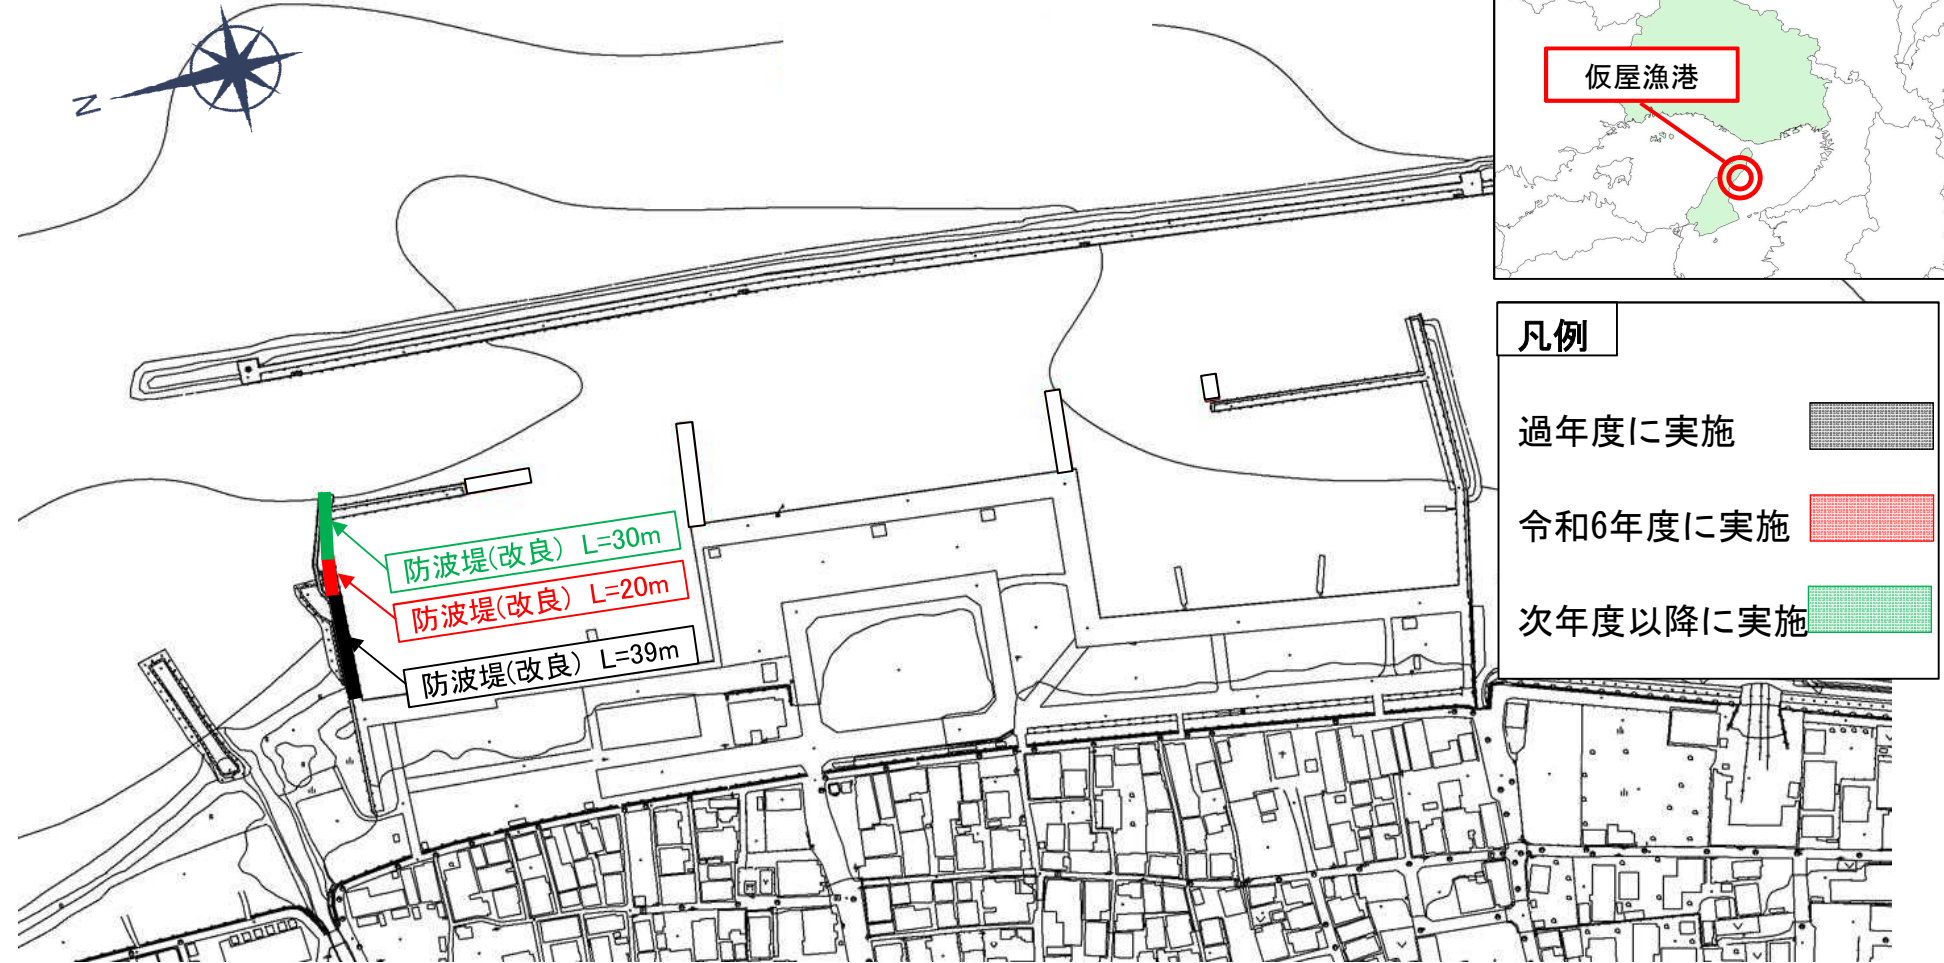 N
仮屋漁港
凡例
過年度に実施
令和6年度に実施
次年度以降に実施
防波堤(改良) L=30m
防波堤(改良) L=20m
防波堤(改良) L=39m